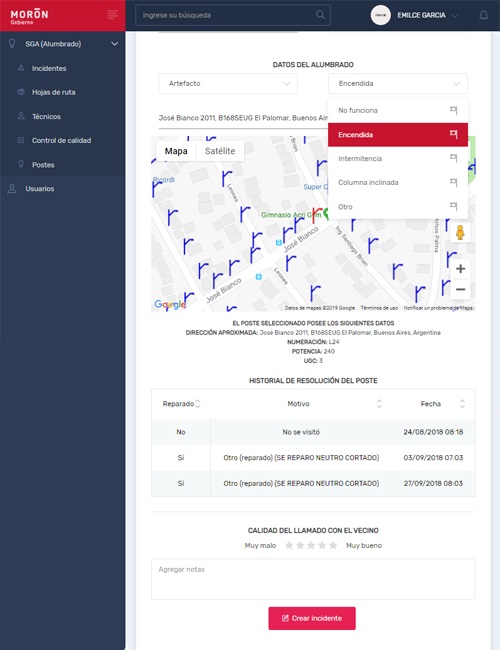 MORÓN
Gobierno
Ingrese su búsqueda
EMILCE GARCIA
SGA (Alumbrado)
Incidentes
Hojas de ruta
Técnicos
Control de calidad
Postes
Usuarios
DATOS DEL ALUMBRADO
Artefacto
Encendida
No funciona
Encendida
Intermitencia
Columna inclinada
Otro
José Bianco 2011, B1685EUG El Palomar, Buenos Air
Mapa
Satélite
Ricordi
Super C
Gimnasio Acri Gym
Lennes
José Bianco
Ing Santiago Brian
José Bianco
Lennes
Google
Datos de mapas ©2019 Google
Términos de uso
Notificar un problema de Maps
EL POSTE SELECCIONADO POSEE LOS SIGUIENTES DATOS
DIRECCIÓN APROXIMADA: José Bianco 2011, B1685EUG El Palomar, Buenos Aires, Argentina
NUMERACIÓN: L24
POTENCIA: 240
UGC: 3
HISTORIAL DE RESOLUCIÓN DEL POSTE
Reparado Motivo Fecha
No No se visitó 24/08/2018 08:18
Sí Otro (reparado) (SE REPARO NEUTRO CORTADO) 03/09/2018 07:03
Sí Otro (reparado) (SE REPARO NEUTRO CORTADO) 27/09/2018 08:03
CALIDAD DEL LLAMADO CON EL VECINO
Muy malo
Muy bueno
Agregar notas
Crear incidente